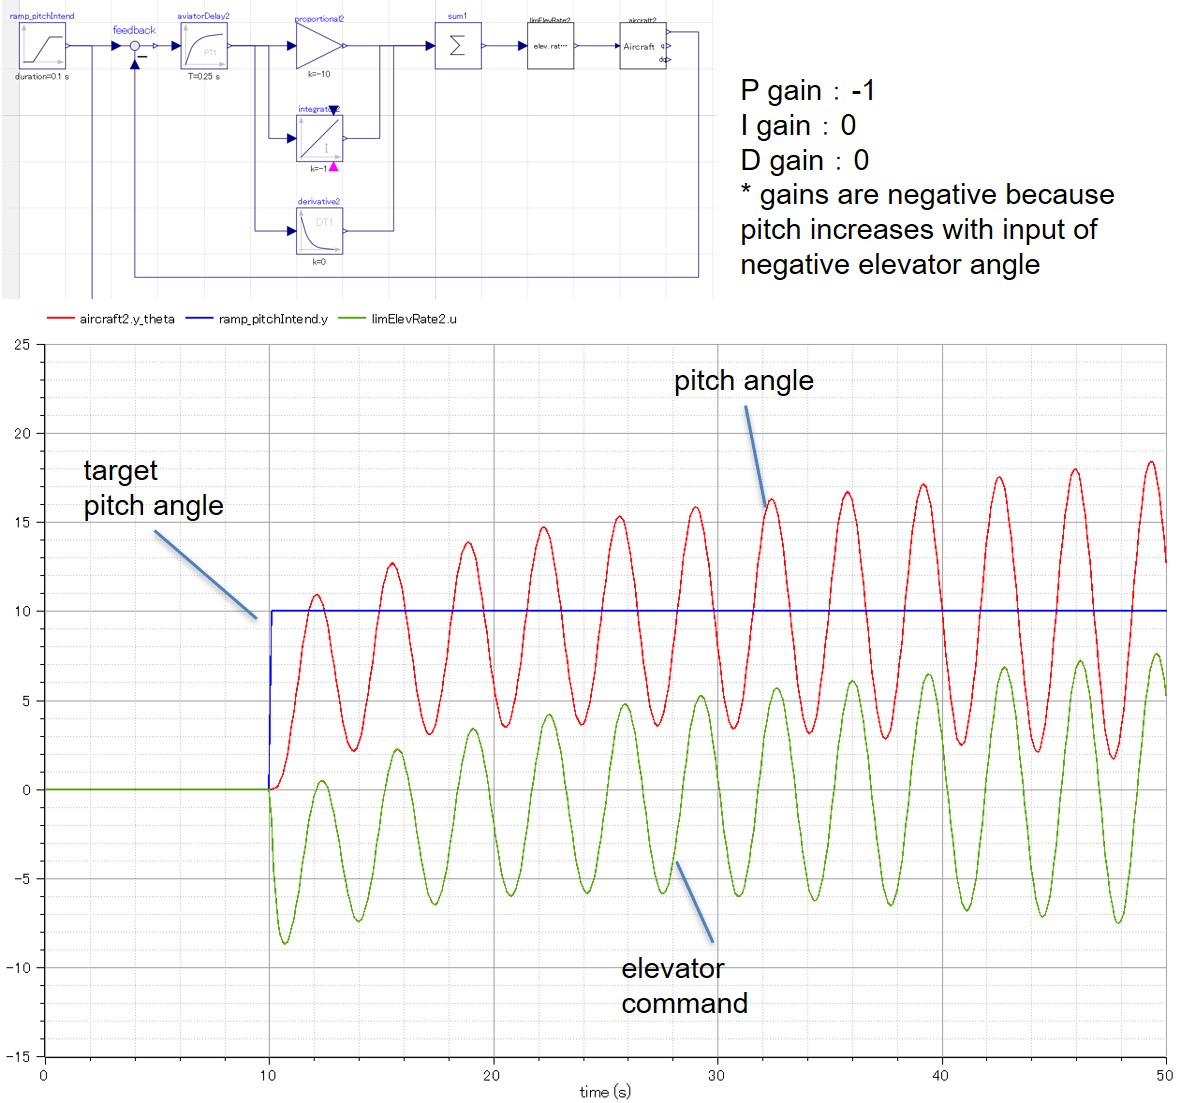 ramp_pitchIntend
duration=0.1 s
feedback
aviatorDelay2
PT1
T=0.25 s
proportional2
k=-10
I
k=-1
derivative2
DT1
k=0
sum1
Σ
limElevRate2
elev. rat···
aircraft2
Aircraft
q
dq
P gain : -1
I gain : 0
D gain : 0
* gains are negative because
pitch increases with input of
negative elevator angle
aircraft2.y_theta ramp_pitchIntend.y limElevRate2.u
25
20
15
10
5
0
-5
-10
-15
target
pitch angle
pitch angle
elevator
command
0 10 20 30 40 50
time (s)